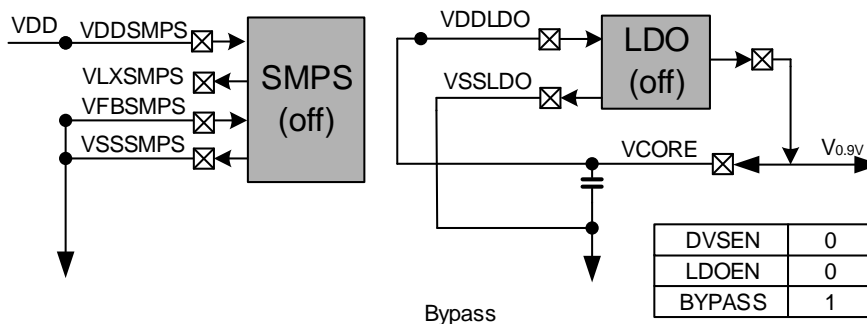 VDD
VDDSMPS
VLXSMPS
VFBSMPS
VSSSMPS
SMPS
(off)
VDDLDO
VSSLDO
LDO
(off)
VCORE
V0.9V
DVSEN 0
LDOEN 0
BYPASS 1
Bypass